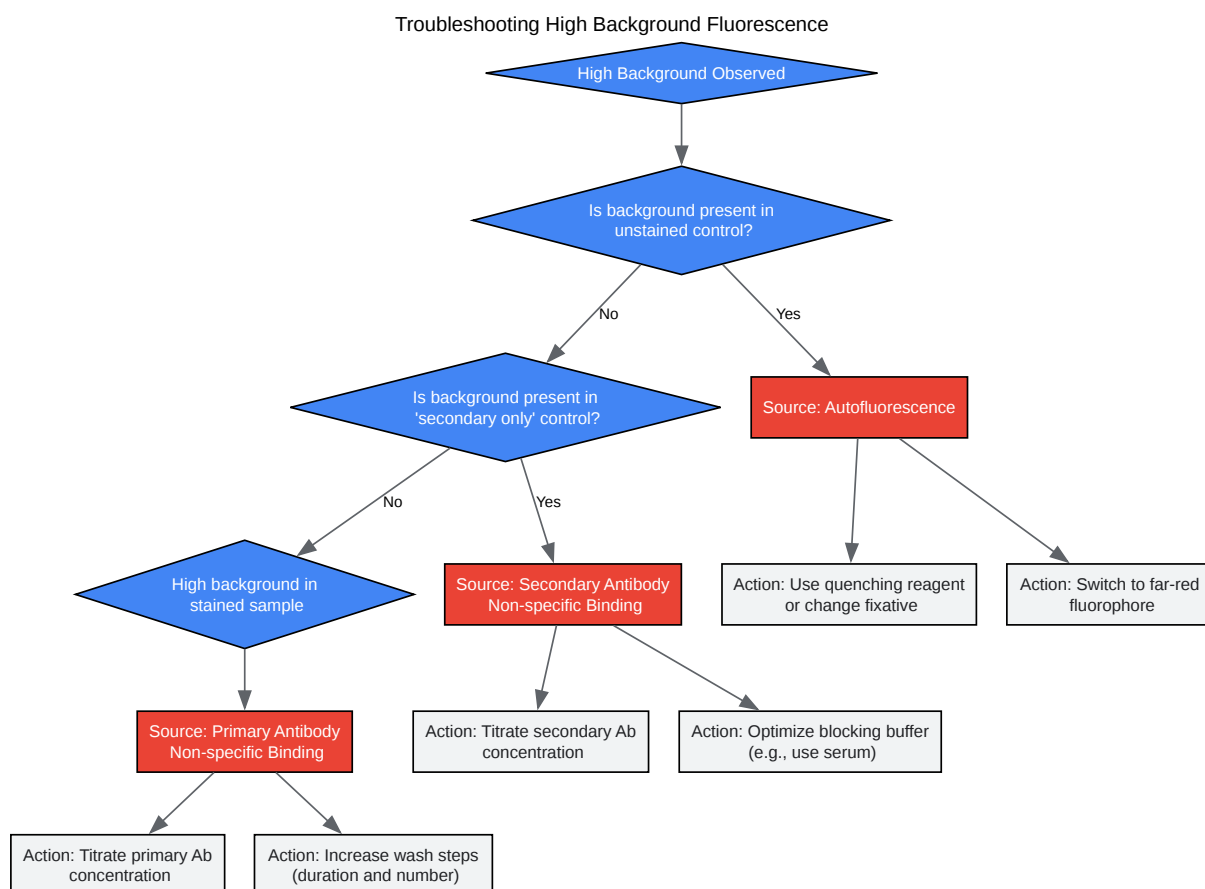 Troubleshooting High Background Fluorescence
High Background Observed
Is background present in
unstained control?
No
Yes
Is background present in
'secondary only' control?
Source: Autofluorescence
No
Yes
High background in
stained sample
Source: Secondary Antibody
Non-specific Binding
Action: Use quenching reagent
or change fixative
Action: Switch to far-red
fluorophore
Source: Primary Antibody
Non-specific Binding
Action: Titrate secondary Ab
concentration
Action: Optimize blocking buffer
(e.g., use serum)
Action: Titrate primary Ab
concentration
Action: Increase wash steps
(duration and number)